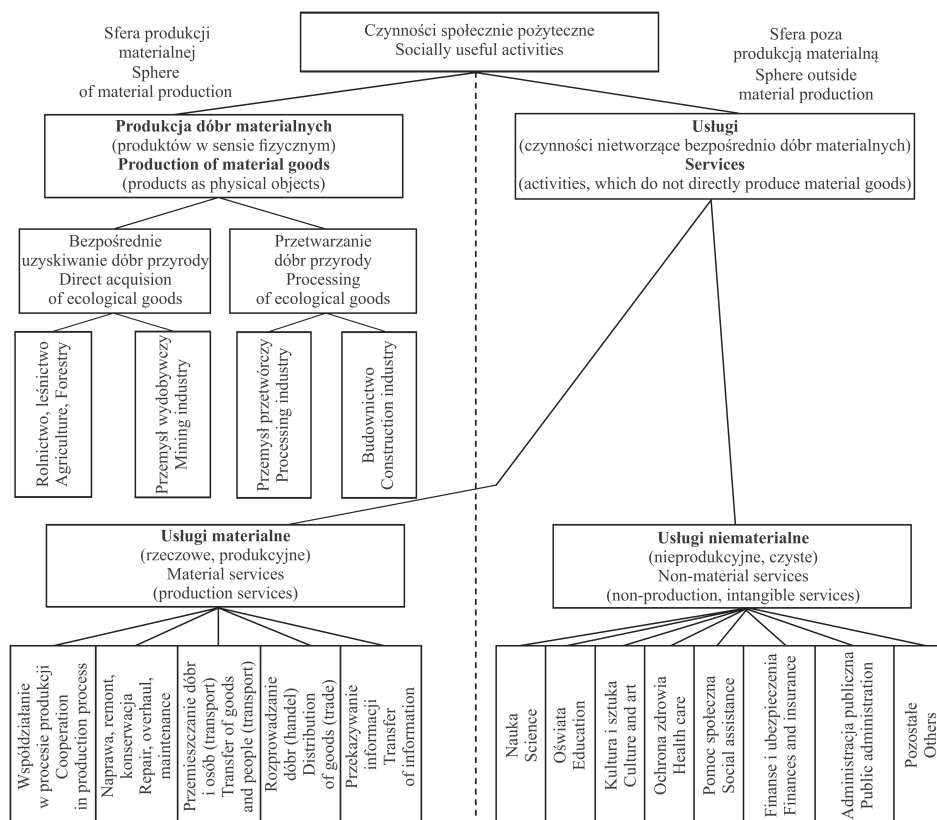 Sfera produkcji
materialnej
Sphere
of material production
Czynności społecznie pożyteczne
Socially useful activities
Sfera poza
produkcją materialną
Sphere outside
material production
Produkcja dóbr materialnych
(produktów w sensie fizycznym)
Production of material goods
(products as physical objects)
Usługi
(czynności nietworzące bezpośrednio dóbr materialnych)
Services
(activities, which do not directly produce material goods)
Bezpośrednie
uzyskiwanie dóbr przyrody
Direct acquision
of ecological goods
Przetwarzanie
dóbr przyrody
Processing
of ecological goods
Rolnictwo, leśnictwo
Agriculture, Forestry
Przemysł wydobywczy
Mining industry
Przemysł przetwórczy
Processing industry
Budownictwo
Construction industry
Usługi materialne
(rzeczowe, produkcyjne)
Material services
(production services)
Usługi niematerialne
(nieprodukcyjne, czyste)
Non-material services
(non-production, intangible services)
Współdziałanie
w procesie produkcji
Cooperation
in production process
Naprawa, remont,
konserwacja
Repair, overhaul,
maintenance
Przemieszczanie dóbr
i osób (transport)
Transfer of goods
and people (transport)
Rozprowadzanie
dóbr (handel)
Distribution
of goods (trade)
Przekazywanie
informacji
Transfer
of information
Nauka
Science
Oświata
Education
Kultura i sztuka
Culture and art
Ochrona zdrowia
Health care
Pomoc społeczna
Social assistance
Finanse i ubezpieczenia
Finances and insurance
Administracja publiczna
Public administration
Pozostałe
Others